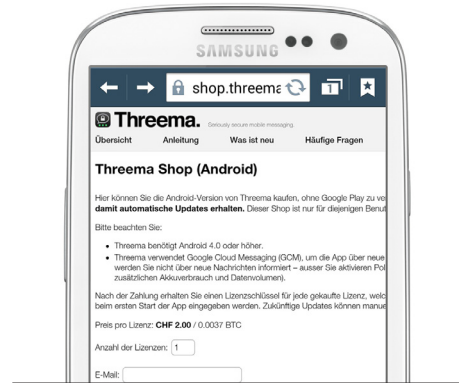 SAMSUNG
shop.threema
1
Threema. Seriously secure mobile messaging.
Übersicht Anleitung Was ist neu Häufige Fragen
Threema Shop (Android)
Hier können Sie die Android-Version von Threema kaufen, ohne Google Play zu ve
damit automatische Updates erhalten. Dieser Shop ist nur für diejenigen Benut
Bitte beachten Sie:
• Threema benötigt Android 4.0 oder höher.
• Threema verwendet Google Cloud Messaging (GCM), um die App über neue
werden Sie nicht über neue Nachrichten informiert – ausser Sie aktivieren Pol
zusätzlichen Akkuverbrauch und Datenvolumen).
Nach der Zahlung erhalten Sie einen Lizenzschlüssel für jede gekaufte Lizenz, welc
beim ersten Start der App eingegeben werden. Zukünftige Updates können manue
Preis pro Lizenz: CHF 2.00 / 0.0037 BTC
Anzahl der Lizenzen: 1
E-Mail: